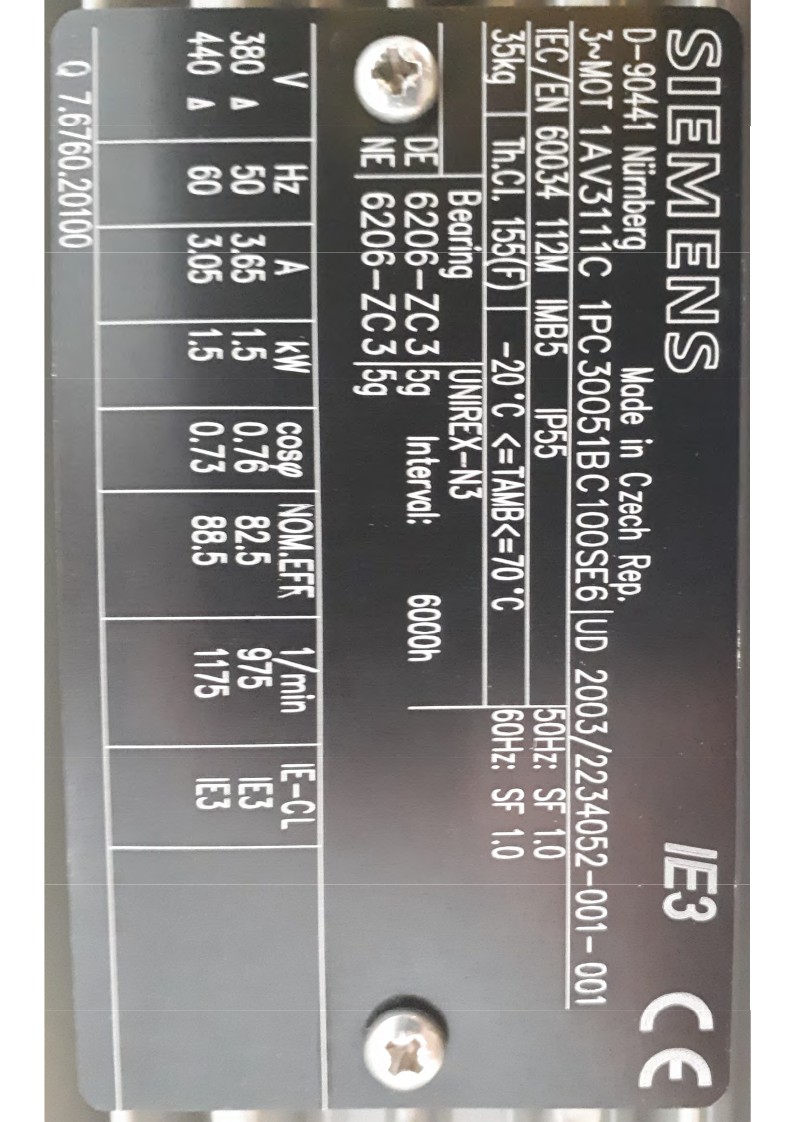 SIEMENS IE3 CE
D-90441 Nürnberg Made in Czech Rep.
3~MOT 1AV3111C 1PC30051BC100SE6 UD 2003/2234052-001-001
IEC/EN 60034 112M IMB5 IP55 50Hz: SF 1.0
35kg Th.Cl. 155(F) -20°C <=TAMB<=70°C 60Hz: SF 1.0
Bearing UNIREX-N3
DE 6206-ZC3 5g Interval: 6000h
NE 6206-ZC3 5g
V Hz A kW cosφ NOM.EFF 1/min IE-CL
380 Δ 50 3.65 1.5 0.76 82.5 975 IE3
440 Δ 60 3.05 1.5 0.73 88.5 1175 IE3
Q 7.6760.20100